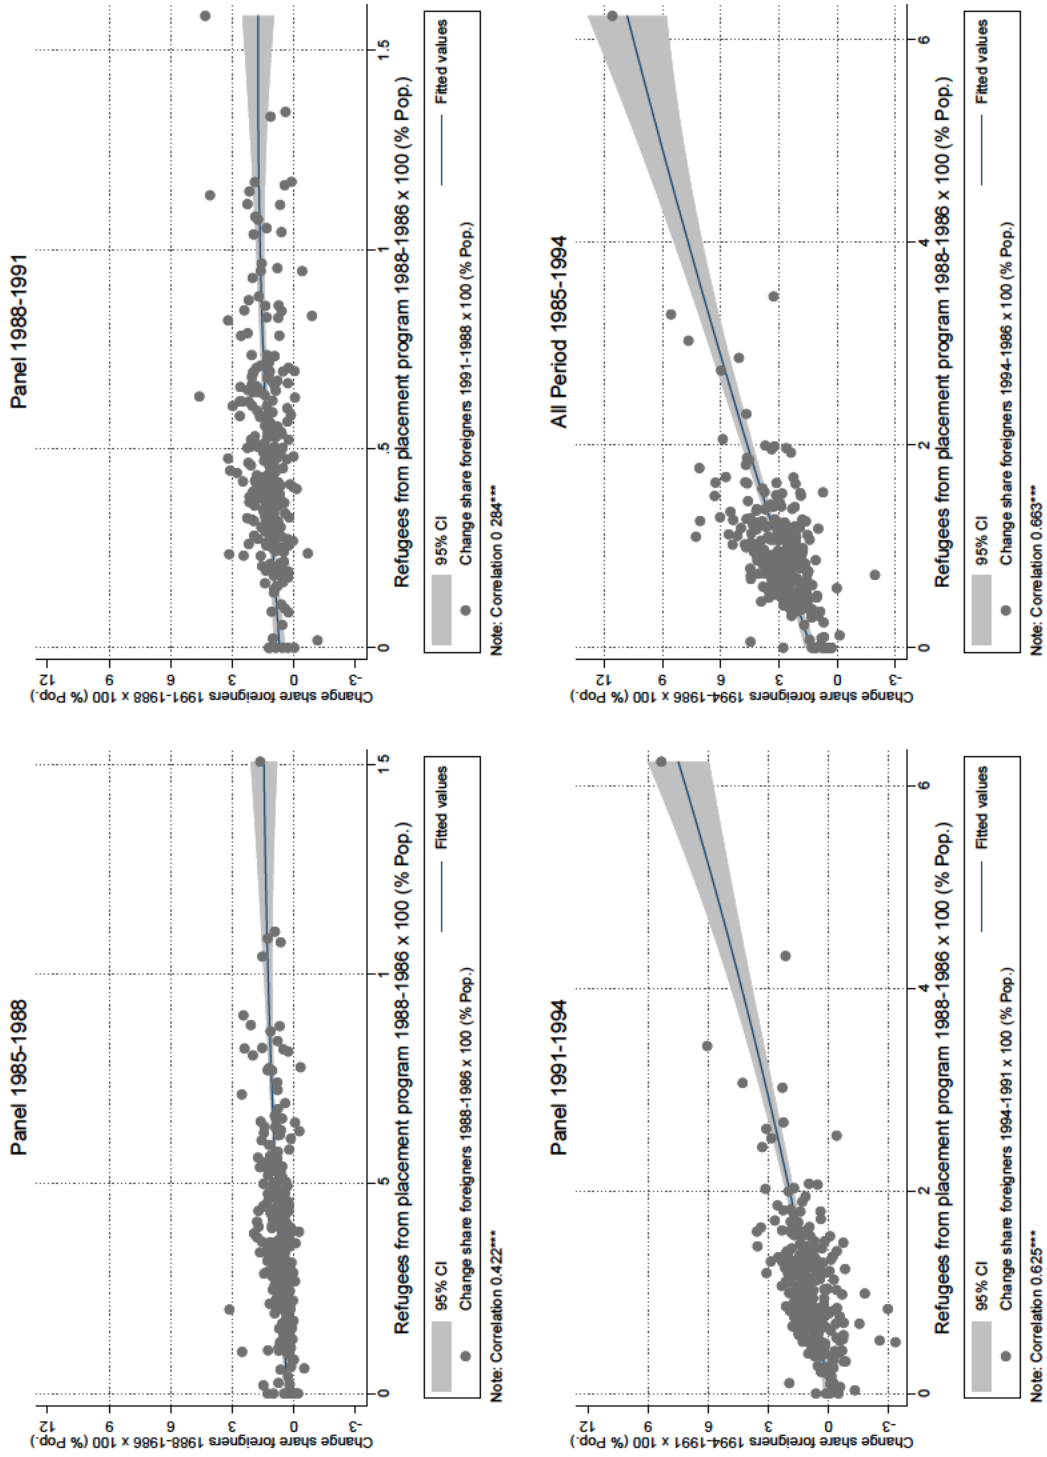 Panel 1985-1988
Change share foreigners 1988-1986 x 100 (% Pop.)
12
9
6
3
0
-3
0 5 1 15
Refugees from placement program 1988-1986 x 100 (% Pop.)
95% CI Fitted values
Change share foreigners 1988-1986 x 100 (% Pop.)
Note: Correlation 0.422***
Panel 1988-1991
Change share foreigners 1991-1988 x 100 (% Pop.)
12
9
6
3
0
-3
0 .5 1 1.5
Refugees from placement program 1988-1986 x 100 (% Pop.)
95% CI Fitted values
Change share foreigners 1991-1988 x 100 (% Pop.)
Note: Correlation 0 284***
Panel 1991-1994
Change share foreigners 1994-1991 x 100 (% Pop.)
12
9
6
3
0
-3
0 2 4 6
Refugees from placement program 1988-1986 x 100 (% Pop.)
95% CI Fitted values
Change share foreigners 1994-1991 x 100 (% Pop.)
Note: Correlation 0.625***
All Period 1985-1994
Change share foreigners 1994-1986 x 100 (% Pop.)
12
9
6
3
0
-3
0 2 4 6
Refugees from placement program 1988-1986 x 100 (% Pop.)
95% CI Fitted values
Change share foreigners 1994-1986 x 100 (% Pop.)
Note: Correlation 0.663***